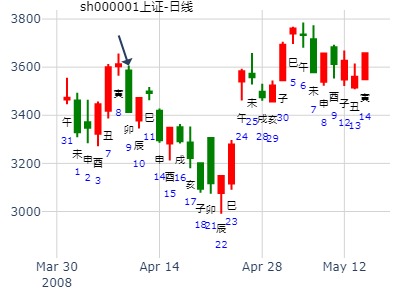 sh000001上证-日线
3800
3600
3400
3200
3000
午
31
未
1
申
2
酉
3
丑
7
寅
8
卯
9
辰
10
巳
11
申
14
酉
15
戌
16
亥
17
子
18
卯
21
辰
22
巳
23
午
24
未
25
戌
28
亥
29
子
30
巳
5
午
6
未
7
申
8
酉
9
子
12
丑
13
寅
14
Mar 30
2008
Apr 14
Apr 28
May 12